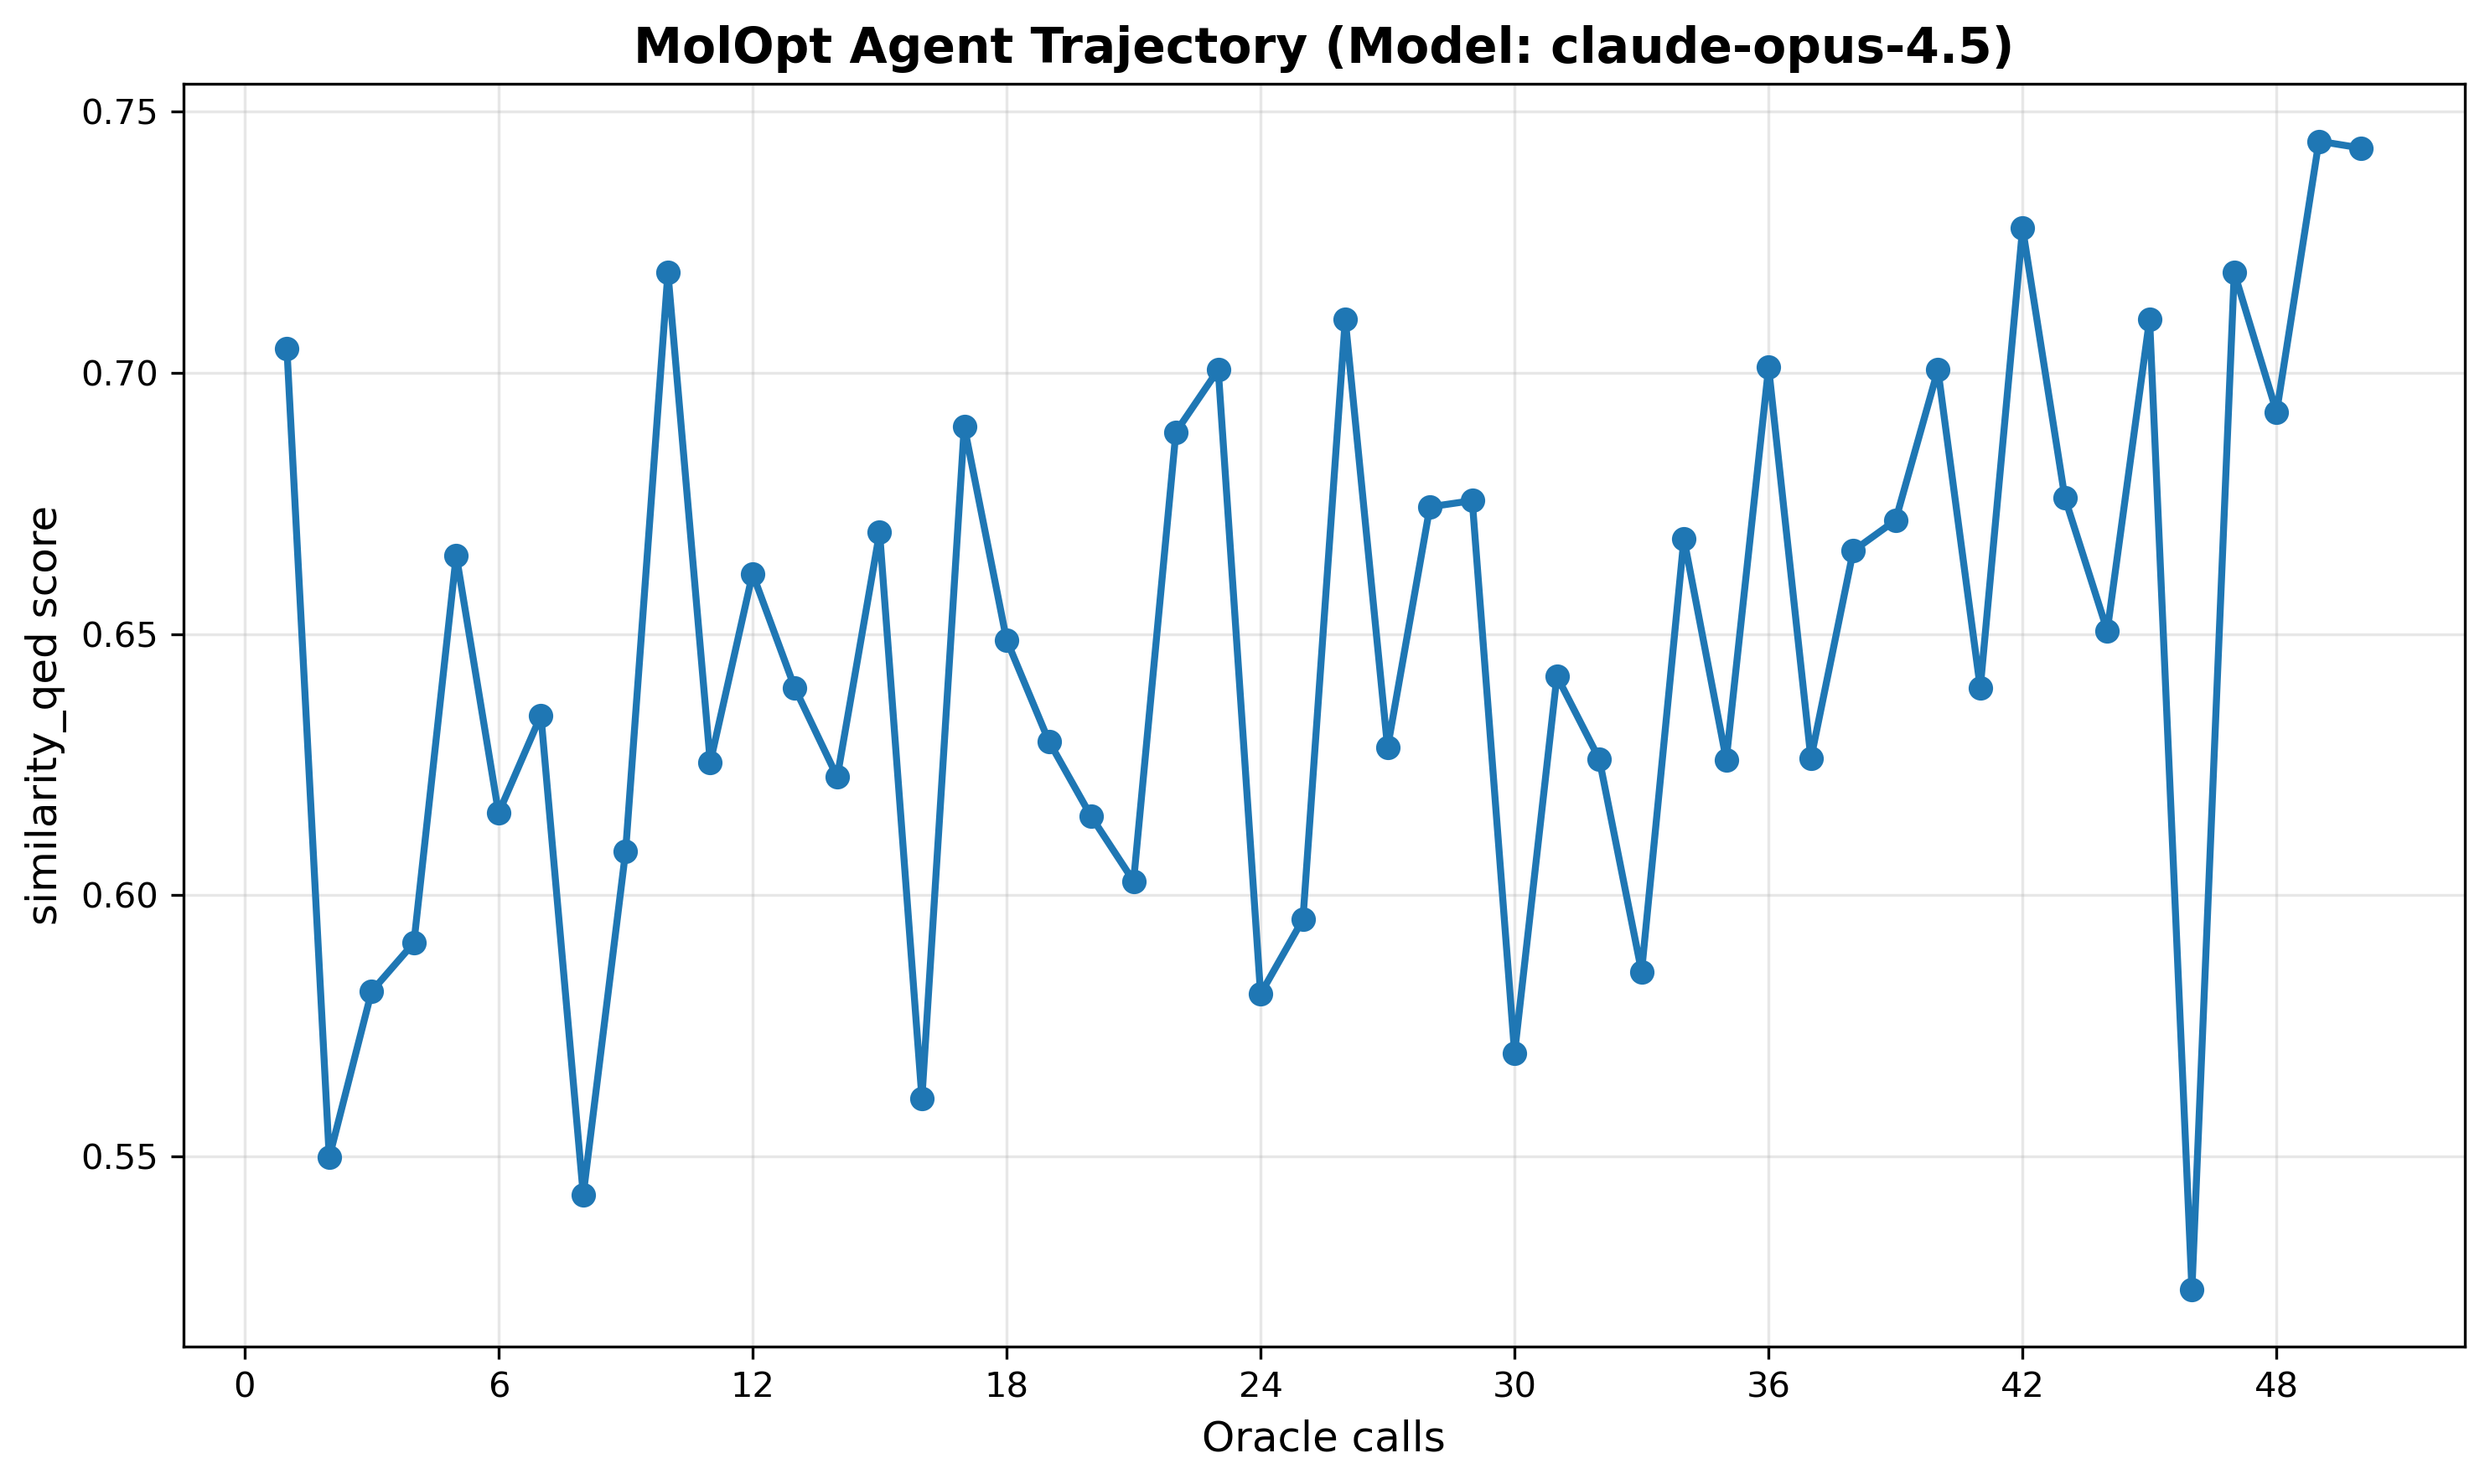 MolOpt Agent Trajectory (Model: claude-opus-4.5)
similarity_qed score
0.75
0.70
0.65
0.60
0.55
0 6 12 18 24 30 36 42 48
Oracle calls